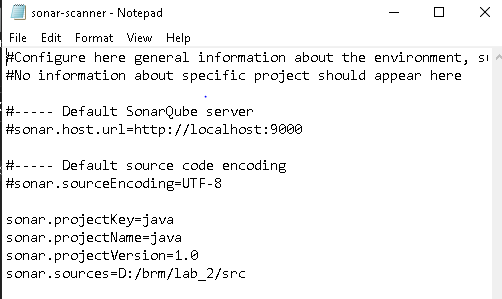 sonar-scanner - Notepad
File Edit Format View Help
#Configure here general information about the environment,
#No information about specific project should appear here
#----- Default SonarQube server
#sonar.host.url=http://localhost:9000
#----- Default source code encoding
#sonar.sourceEncoding=UTF-8
sonar.projectKey=java
sonar.projectName=java
sonar.projectVersion=1.0
sonar.sources=D:/brm/lab_2/src